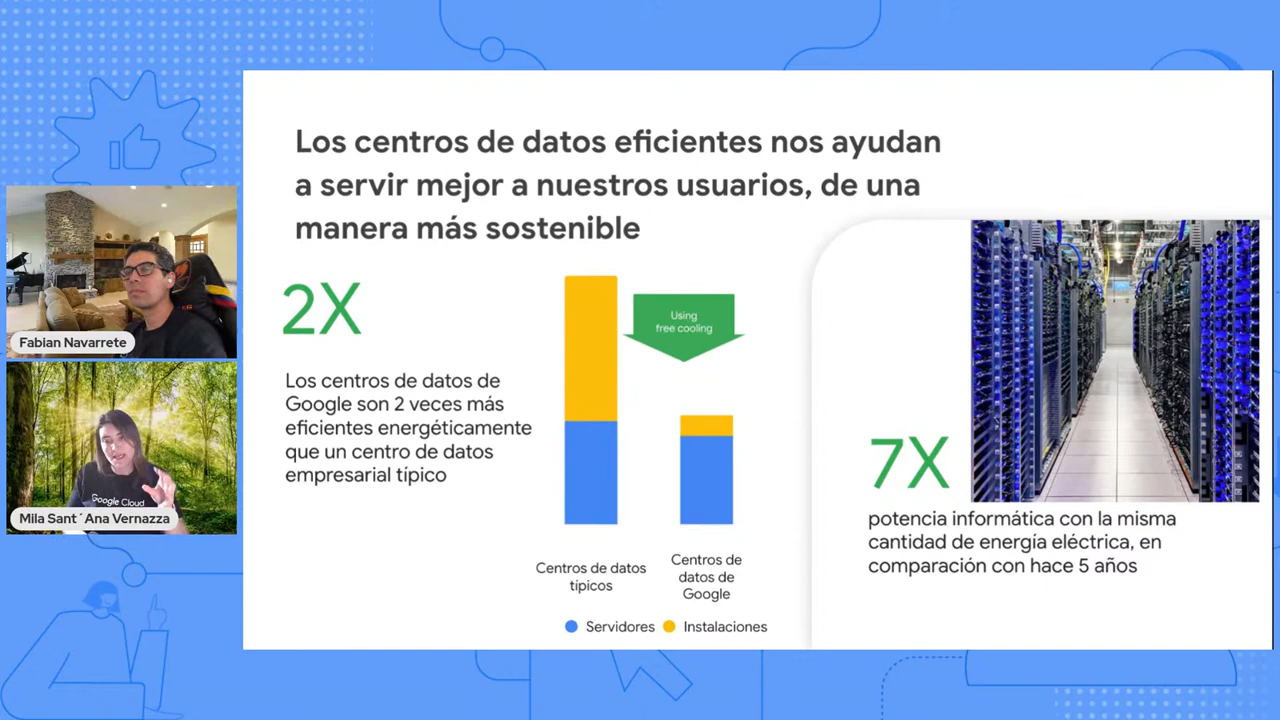 Los centros de datos eficientes nos ayudan
a servir mejor a nuestros usuarios, de una
manera más sostenible
2X
Los centros de datos de
Google son 2 veces más
eficientes energéticamente
que un centro de datos
empresarial típico
Using
free cooling
Centros de datos
típicos
Centros de
datos de
Google
Servidores
Instalaciones
7X
potencia informática con la misma
cantidad de energía eléctrica, en
comparación con hace 5 años
Fabian Navarrete
Google Cloud
Mila Sant´Ana Vernazza